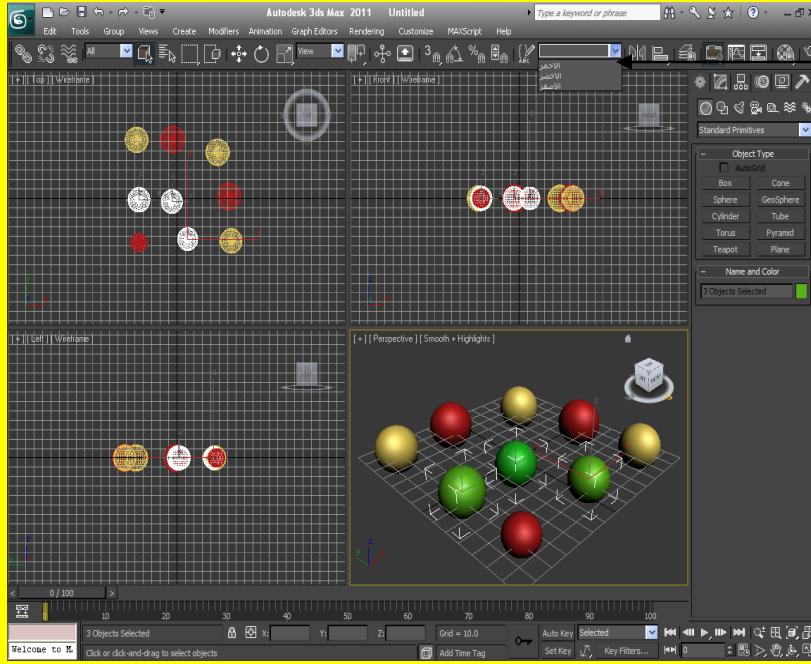 Autodesk 3ds Max 2011 Untitled
Type a keyword or phrase
Edit Tools Group Views Create Modifiers Animation Graph Editors Rendering Customize MAXScript Help
All
View
3
ABC
الاحمر
الاخضر
الاصفر
[ + ] [ Top ] [ Wireframe ]
[ + ] [ Front ] [ Wireframe ]
Standard Primitives
Object Type
AutoGrid
Box Cone
Sphere GeoSphere
Cylinder Tube
Torus Pyramid
Teapot Plane
Name and Color
3 Objects Selected
[ + ] [ Left ] [ Wireframe ]
[ + ] [ Perspective ] [ Smooth + Highlights ]
0 / 100
10 20 30 40 50 60 70 80 90 100
3 Objects Selected X: Y: Z: Grid = 10.0 Auto Key Selected
Welcome to M Click or click-and-drag to select objects Add Time Tag Set Key Key Filters... 0